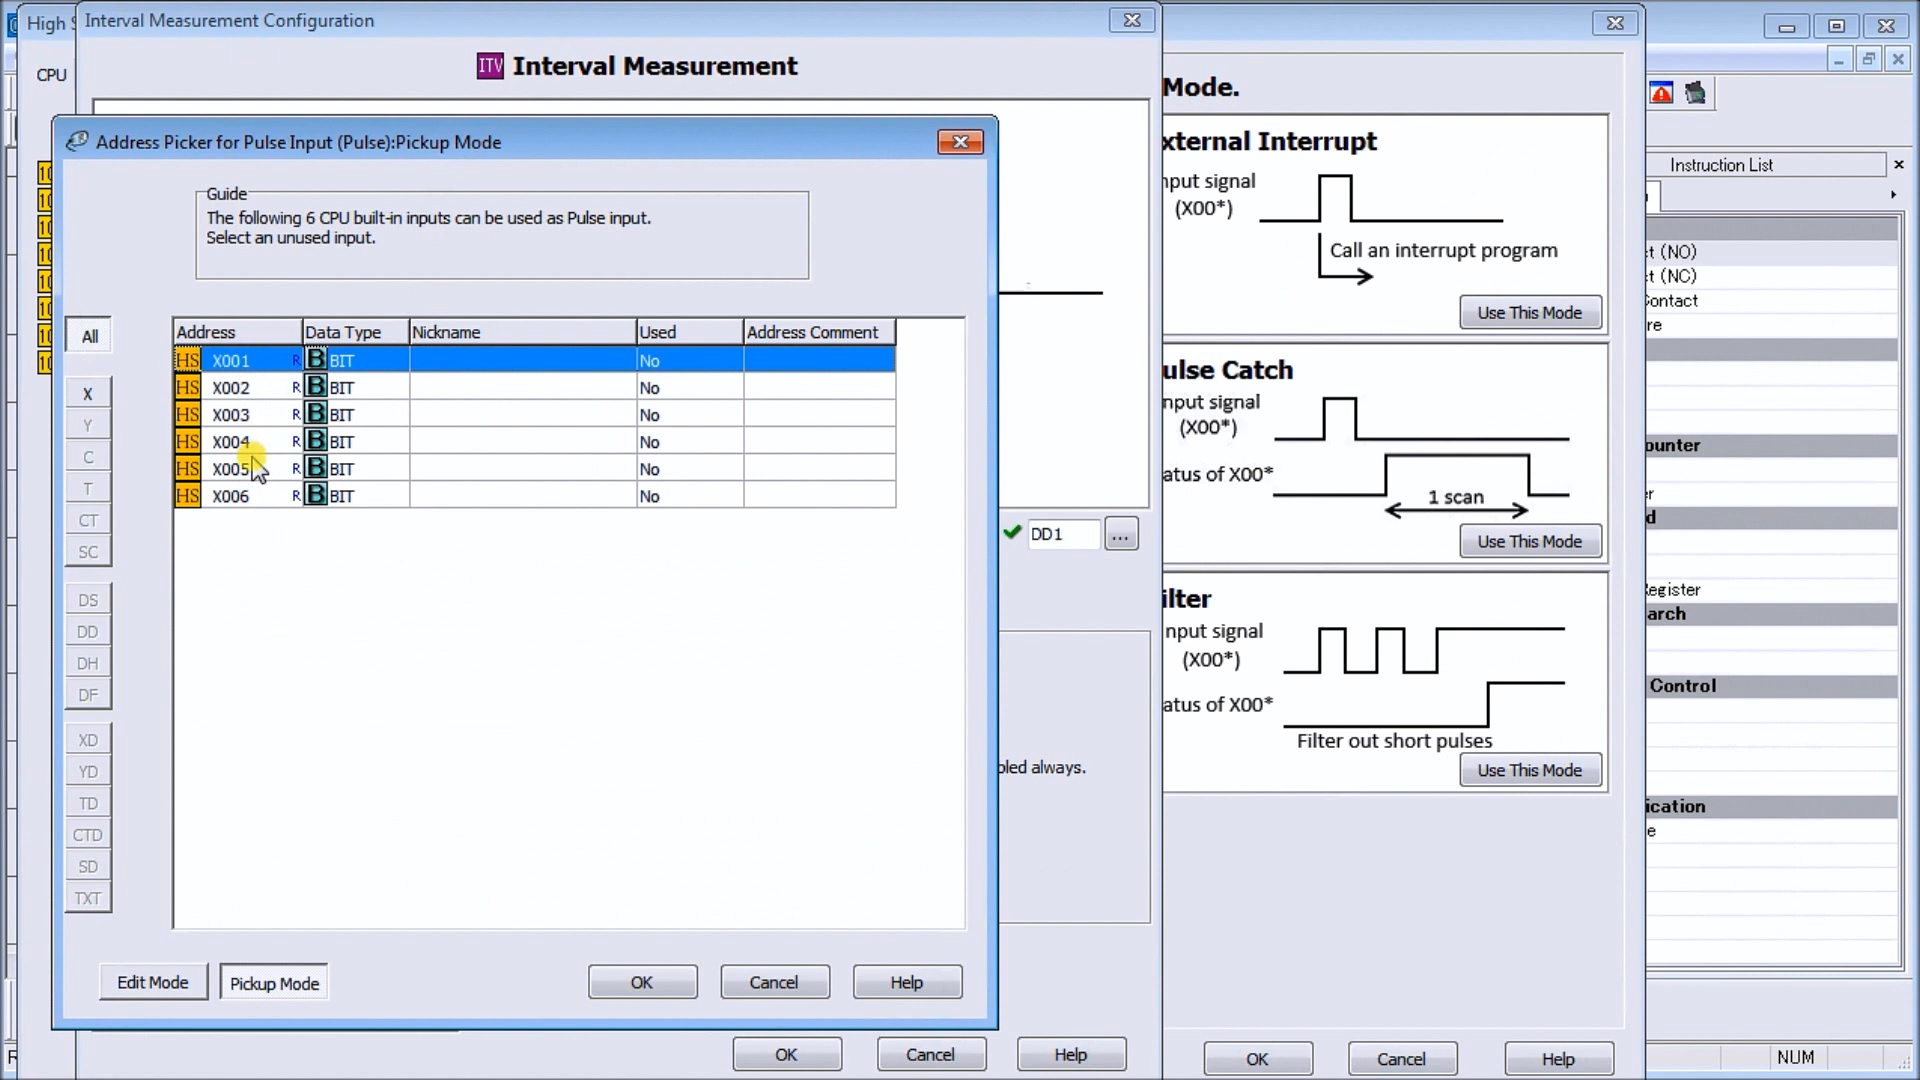 High S
Interval Measurement Configuration
CPU
ITV Interval Measurement
Mode.
Address Picker for Pulse Input (Pulse):Pickup Mode
Guide
The following 6 CPU built-in inputs can be used as Pulse input.
Select an unused input.
All
X
Y
C
T
CT
SC
DS
DD
DH
DF
XD
YD
TD
CTD
SD
TXT
Address Data Type Nickname Used Address Comment
HS X001 R B BIT No
HS X002 R B BIT No
HS X003 R B BIT No
HS X004 R B BIT No
HS X005 R B BIT No
HS X006 R B BIT No
Edit Mode Pickup Mode OK Cancel Help
DD1 ...
bled always.
OK Cancel Help
xternal Interrupt
nput signal
(X00*)
Call an interrupt program
Use This Mode
ulse Catch
nput signal
(X00*)
atus of X00*
1 scan
Use This Mode
ilter
nput signal
(X00*)
atus of X00*
Filter out short pulses
Use This Mode
OK Cancel Help
Instruction List
t (NO)
t (NC)
Contact
re
ounter
r
d
Register
arch
Control
ication
e
NUM